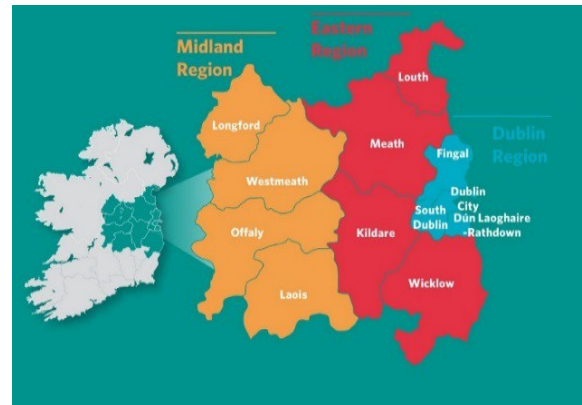 Midland
Region
Eastern
Region
Dublin
Region
Longford
Westmeath
Offaly
Laois
Louth
Meath
Kildare
Wicklow
Fingal
Dublin
City
South
Dublin
Dún Laoghaire
-Rathdown